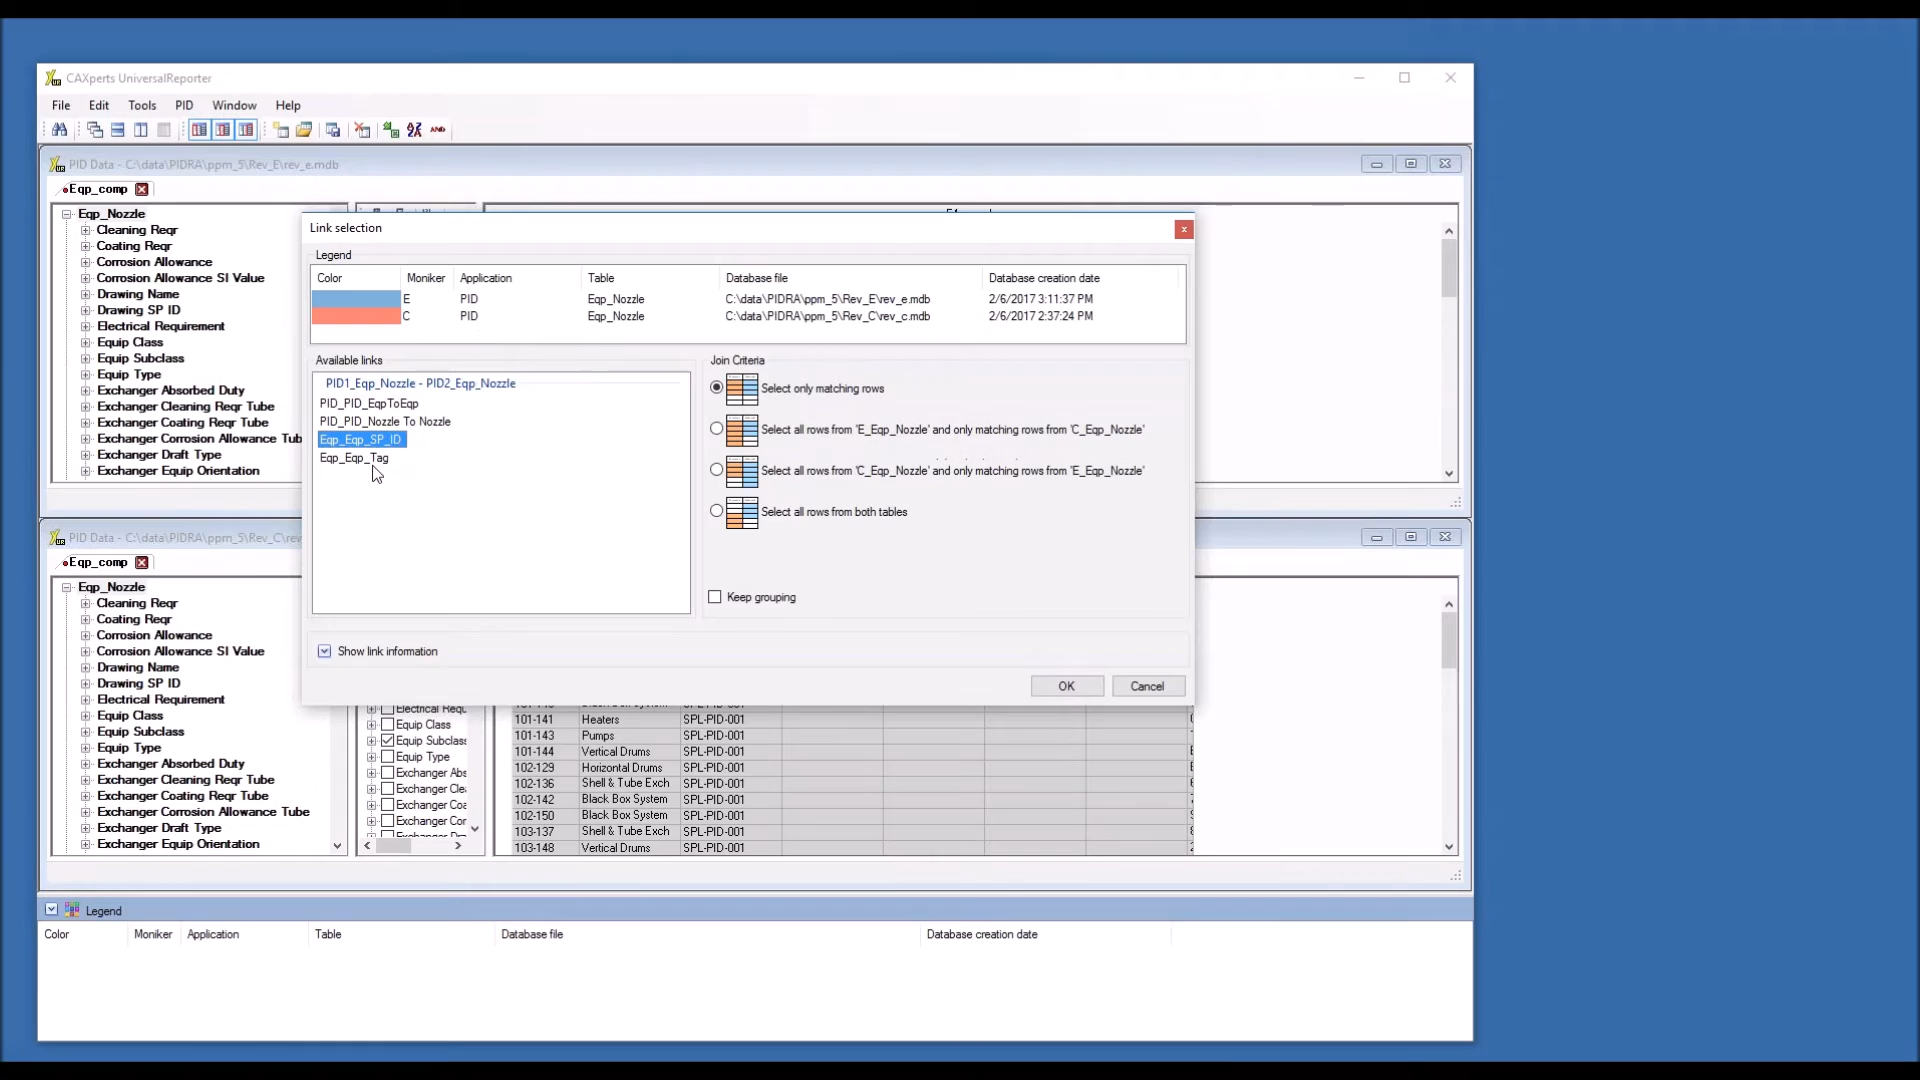 CAXperts UniversalReporter
File Edit Tools PID Window Help
PID Data - C:\data\PIDRA\ppm_5\Rev_E\rev_e.mdb
Eqp_comp
Eqp_Nozzle
Cleaning Reqr
Coating Reqr
Corrosion Allowance
Corrosion Allowance SI Value
Drawing Name
Drawing SP ID
Electrical Requirement
Equip Class
Equip Subclass
Equip Type
Exchanger Absorbed Duty
Exchanger Cleaning Reqr Tube
Exchanger Coating Reqr Tube
Exchanger Corrosion Allowance Tub
Exchanger Draft Type
Exchanger Equip Orientation
Link selection
Legend
Color Moniker Application Table Database file Database creation date
E PID Eqp_Nozzle C:\data\PIDRA\ppm_5\Rev_E\rev_e.mdb 2/6/2017 3:11:37 PM
C PID Eqp_Nozzle C:\data\PIDRA\ppm_5\Rev_C\rev_c.mdb 2/6/2017 2:37:24 PM
Available links
PID1_Eqp_Nozzle - PID2_Eqp_Nozzle
PID_PID_EqpToEqp
PID_PID_Nozzle To Nozzle
Eqp_Eqp_SP_ID
Eqp_Eqp_Tag
Join Criteria
Select only matching rows
Select all rows from 'E_Eqp_Nozzle' and only matching rows from 'C_Eqp_Nozzle'
Select all rows from 'C_Eqp_Nozzle' and only matching rows from 'E_Eqp_Nozzle'
Select all rows from both tables
Keep grouping
Show link information
OK Cancel
PID Data - C:\data\PIDRA\ppm_5\Rev_C\rev
Eqp_comp
Eqp_Nozzle
Cleaning Reqr
Coating Reqr
Corrosion Allowance
Corrosion Allowance SI Value
Drawing Name
Drawing SP ID
Electrical Requirement
Equip Class
Equip Subclass
Equip Type
Exchanger Absorbed Duty
Exchanger Cleaning Reqr Tube
Exchanger Coating Reqr Tube
Exchanger Corrosion Allowance Tube
Exchanger Draft Type
Exchanger Equip Orientation
Electrical Requ
Equip Class
Equip Subclass
Equip Type
Exchanger Abs
Exchanger Cle
Exchanger Coa
Exchanger Cor
101-141 Heaters SPL-PID-001
101-143 Pumps SPL-PID-001
101-144 Vertical Drums SPL-PID-001
102-129 Horizontal Drums SPL-PID-001
102-136 Shell & Tube Exch SPL-PID-001
102-142 Black Box System SPL-PID-001
102-150 Black Box System SPL-PID-001
103-137 Shell & Tube Exch SPL-PID-001
103-148 Vertical Drums SPL-PID-001
Legend
Color Moniker Application Table Database file Database creation date